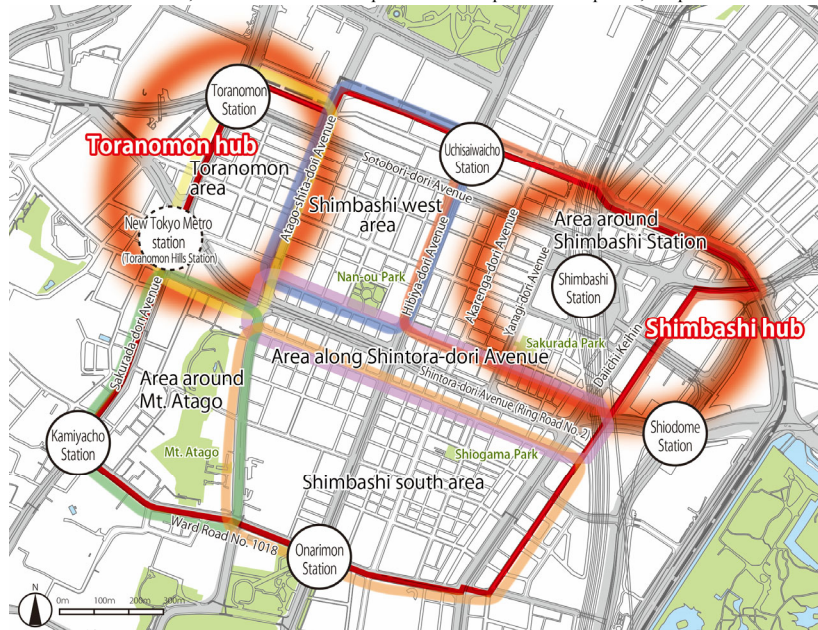 Toranomon
Station
Toranomon hub
Toranomon
area
New Tokyo Metro
station
(Toranomon Hills Station)
Atago-shita-dori Avenue
Sotobori-dori Avenue
Uchisaiwaicho
Station
Shimbashi west
area
Nan-ou Park
Hibiya-dori Avenue
Akarenga-dori Avenue
Yanagi-dori Avenue
Area around
Shimbashi Station
Shimbashi
Station
Shimbashi hub
Sakurada Park
Daiichi Keihin
Sakurada-dori Avenue
Area along Shintora-dori Avenue
Shintora-dori Avenue (Ring Road No. 2)
Area around
Mt. Atago
Kamiyacho
Station
Mt. Atago
Shiodome
Station
Shiogama Park
Shimbashi south area
Ward Road No. 1018
Onarimon
Station
N
0m 100m 200m 300m